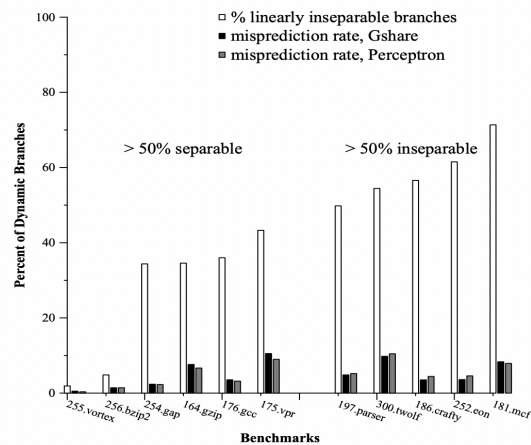 % linearly inseparable branches
misprediction rate, Gshare
misprediction rate, Perceptron
100
80
60
40
20
0
Percent of Dynamic Branches
> 50% separable
> 50% inseparable
255.vortex
256.bzip2
254.gap
164.gzip
176.gcc
175.vpr
197.parser
300.twolf
186.crafty
252.eon
181.mcf
Benchmarks